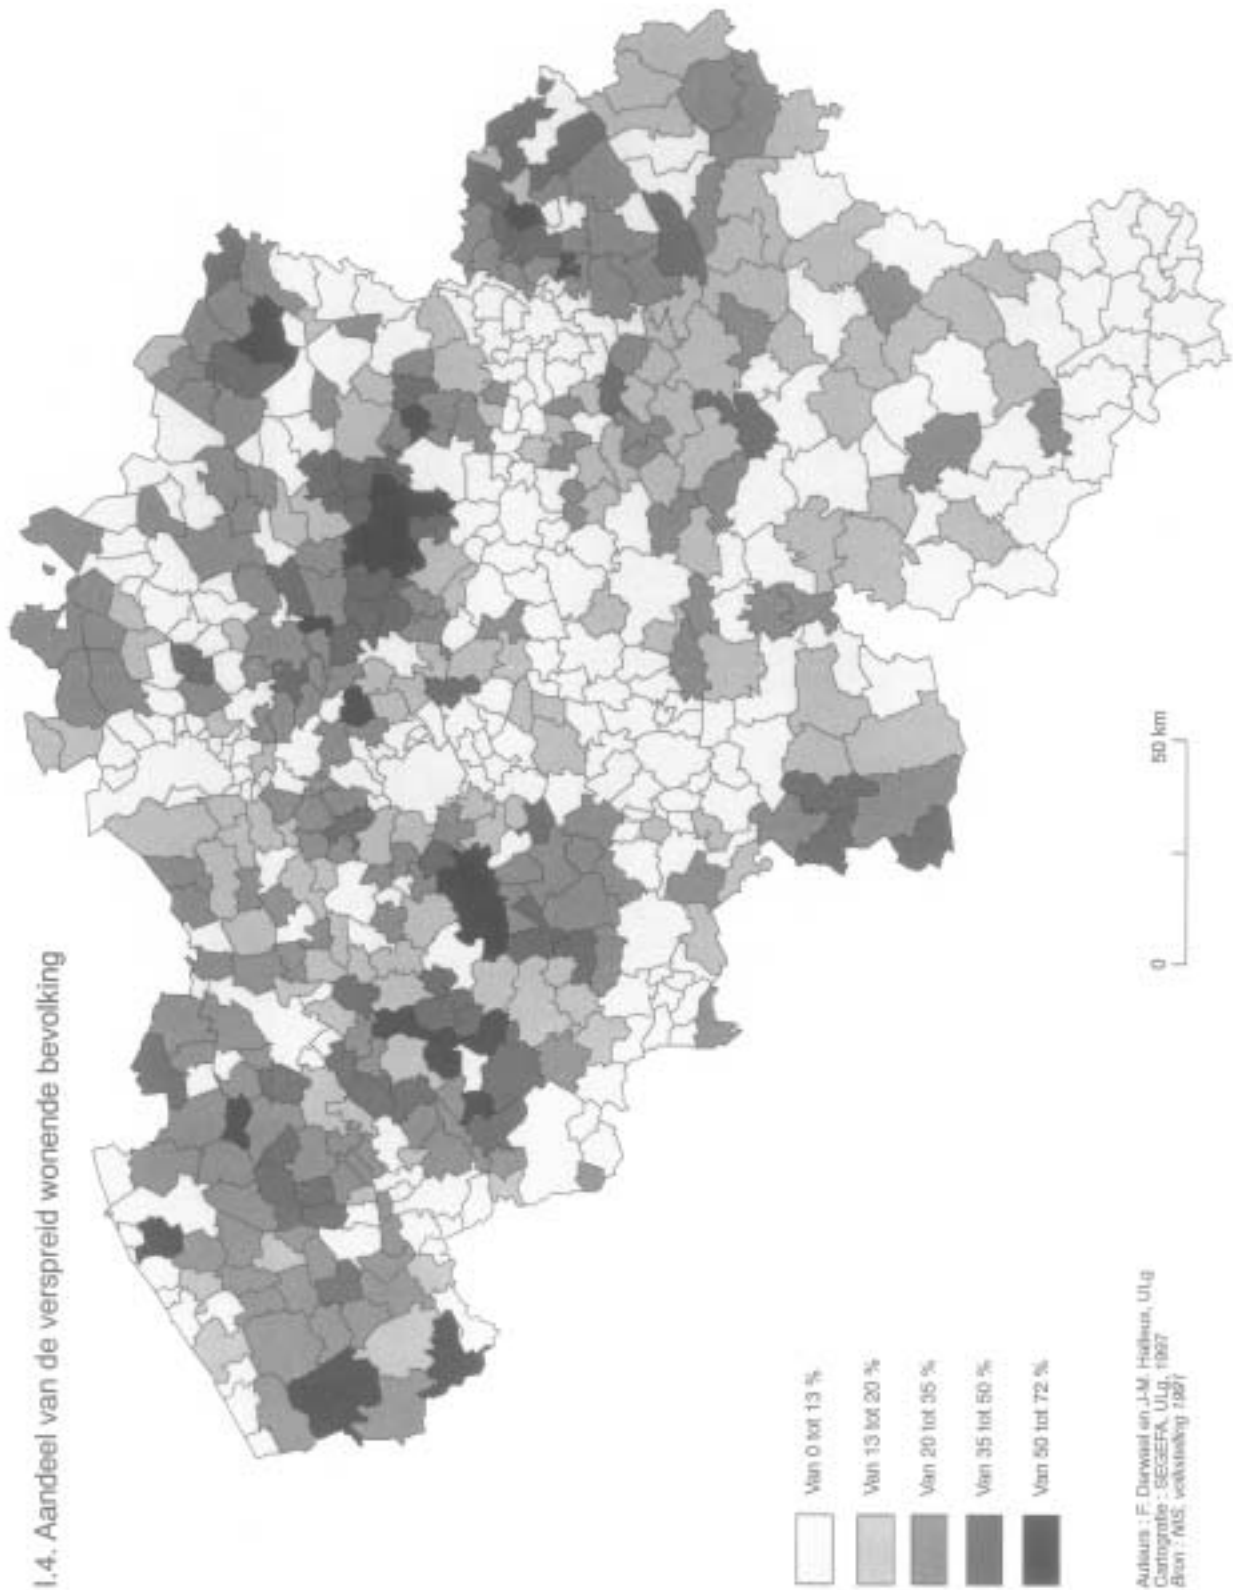 I.4. Aandeel van de verspreid wonende bevolking
Van 0 tot 13 %
Van 13 tot 20 %
Van 20 tot 35 %
Van 35 tot 50 %
Van 50 tot 72 %
0
50 km
Auteurs : F. Dawaal en J-M. Halleux, ULg
Cartografie : SEGEFA, ULg, 1997
Bron : NIS, volkstelling 1991